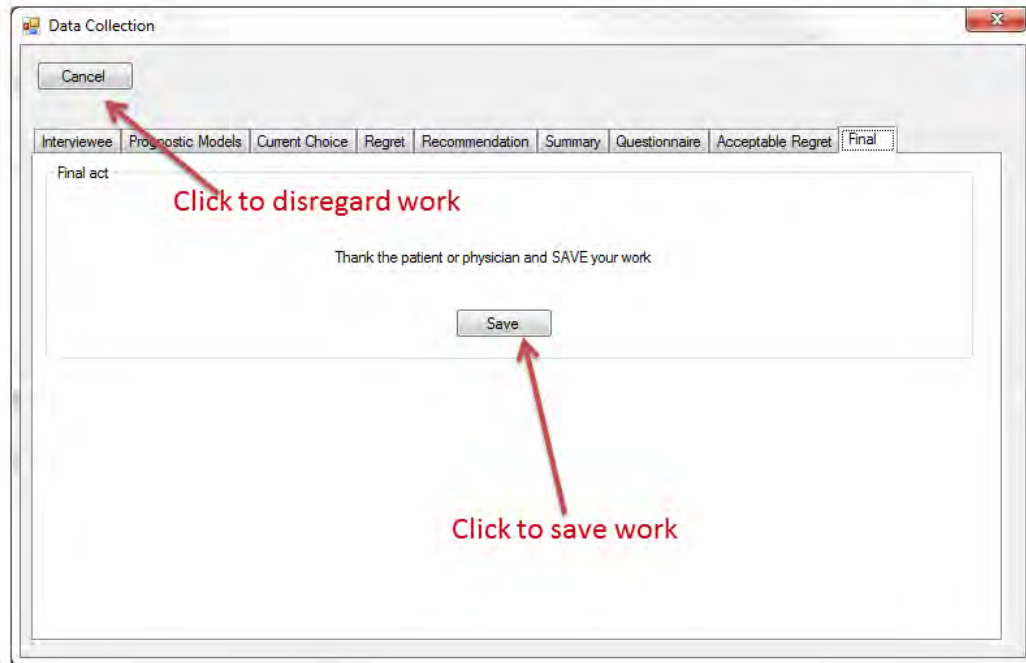 Data Collection
Cancel
Interviewee Prognostic Models Current Choice Regret Recommendation Summary Questionnaire Acceptable Regret Final
Final act
Click to disregard work
Thank the patient or physician and SAVE your work
Save
Click to save work